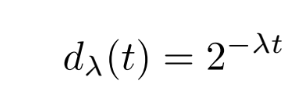 d_λ(t) = 2^{-λt}